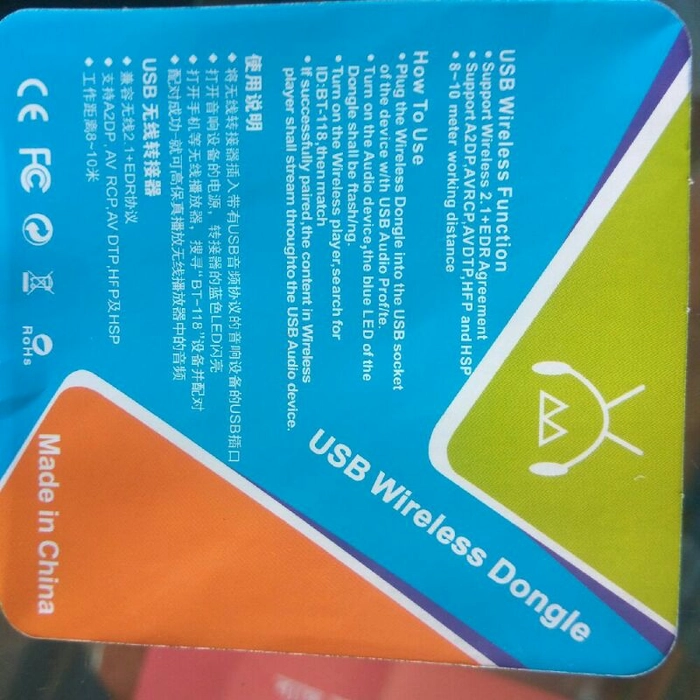 USB Wireless Function
• Support Wireless 2.1+EDR Agreement
• Support A2DP,AVRCP,AVDTP,HFP and HSP
• 8~10 meter working distance
How To Use
• Plug the Wireless Dongle into the USB socket
of the device with USB Audio Prof/te.
• Turn on the Audio device,the blue LED of the
Dongle shall be flash/ng.
• Turn on the Wireless player,search for
ID:BT-118,then match
• If successfully paired,the content in Wireless
player shall stream throughto the USB Audio device.
使用说明
◆ 将无线转接器插入带有USB音频协议的音响设备的USB插口
◆ 打开音响设备的电源，转接器的蓝色LED闪亮
◆ 打开手机等无线播放器，搜寻“BT-118”设备并配对
◆ 配对成功，就可高保真播放无线播放器中的音频
USB 无线转接器
◆ 兼容无线2.1+EDR协议
◆ 支持A2DP,AV RCP,AV DTP,HFP及HSP
◆ 工作距离8~10米
CE FC RoHs
USB Wireless Dongle
Made in China